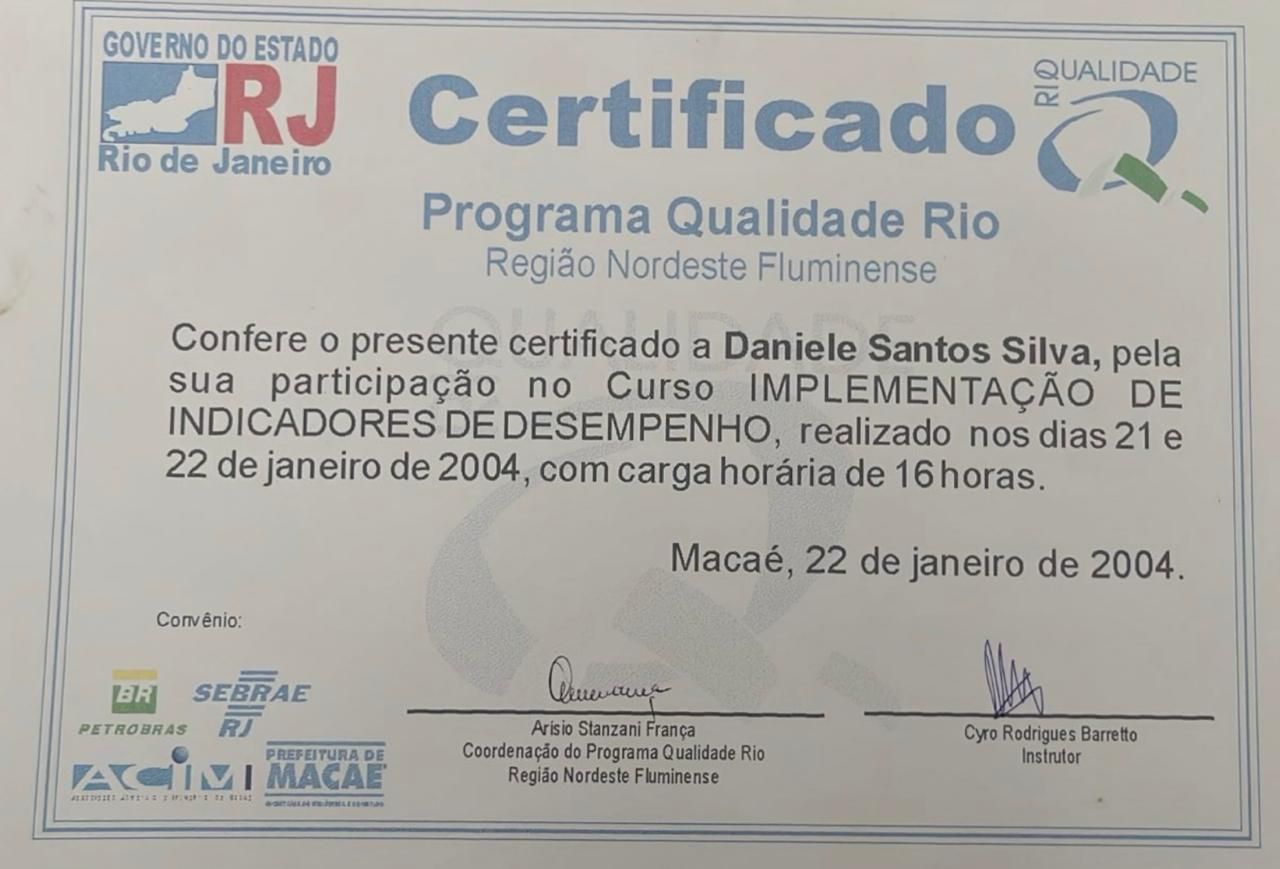 GOVERNO DO ESTADO
RJ
Rio de Janeiro
Certificado
QUALIDADE
RIO
Programa Qualidade Rio
Região Nordeste Fluminense
QUALIDADE
Confere o presente certificado a Daniele Santos Silva, pela
sua participação no Curso IMPLEMENTAÇÃO DE
INDICADORES DE DESEMPENHO, realizado nos dias 21 e
22 de janeiro de 2004, com carga horária de 16 horas.
Macaé, 22 de janeiro de 2004.
Convênio:
BR
PETROBRAS
SEBRAE
RJ
ACIM
PREFEITURA DE
MACAÉ
Arisio Stanzani França
Coordenação do Programa Qualidade Rio
Região Nordeste Fluminense
Cyro Rodrigues Barretto
Instrutor